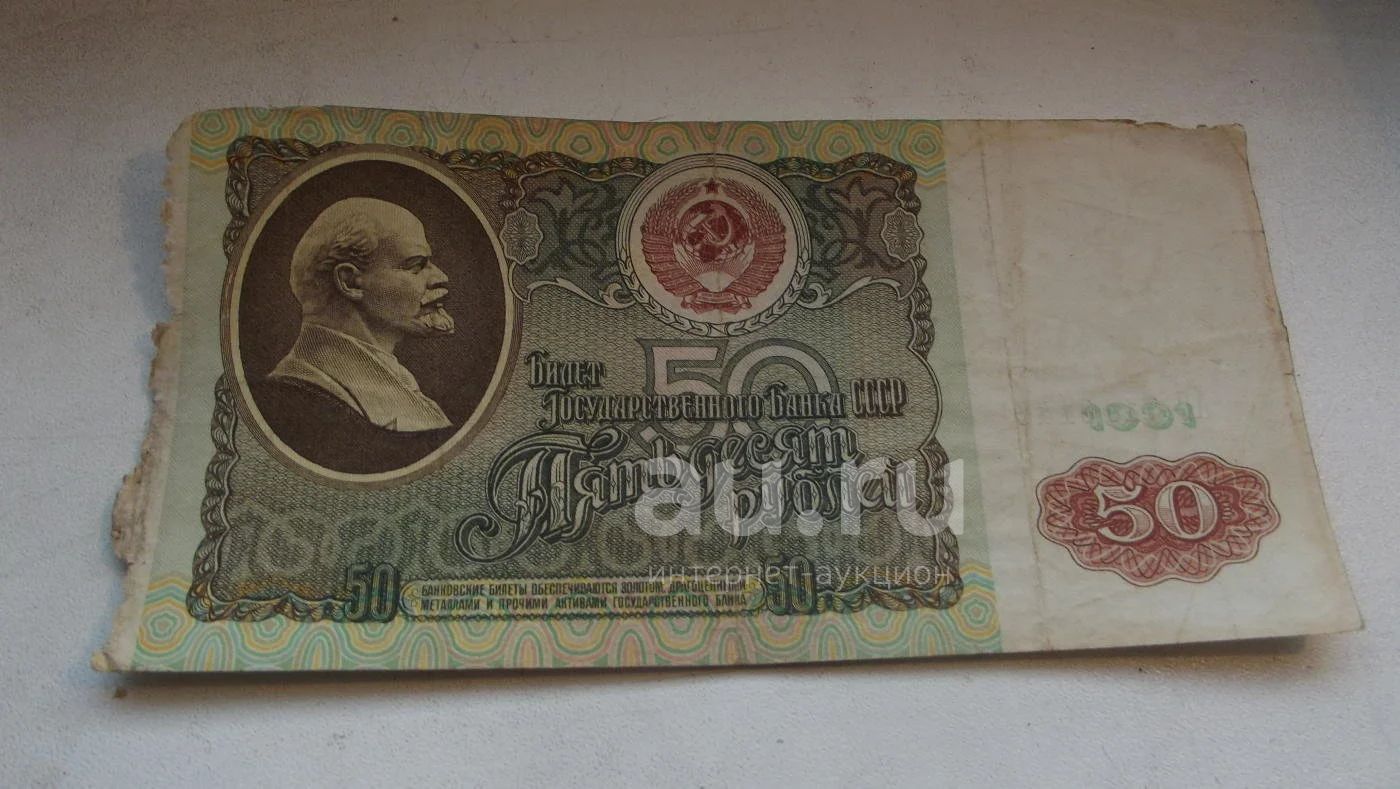 Билет
Государственного Банка СССР
50
Пятьдесят
рублей
1991
50
50
БАНКОВСКИЕ БИЛЕТЫ ОБЕСПЕЧИВАЮТСЯ ЗОЛОТОМ, ДРАГОЦЕННЫМИ
МЕТАЛЛАМИ И ПРОЧИМИ АКТИВАМИ ГОСУДАРСТВЕННОГО БАНКА
50
au.ru
интернет-аукцион